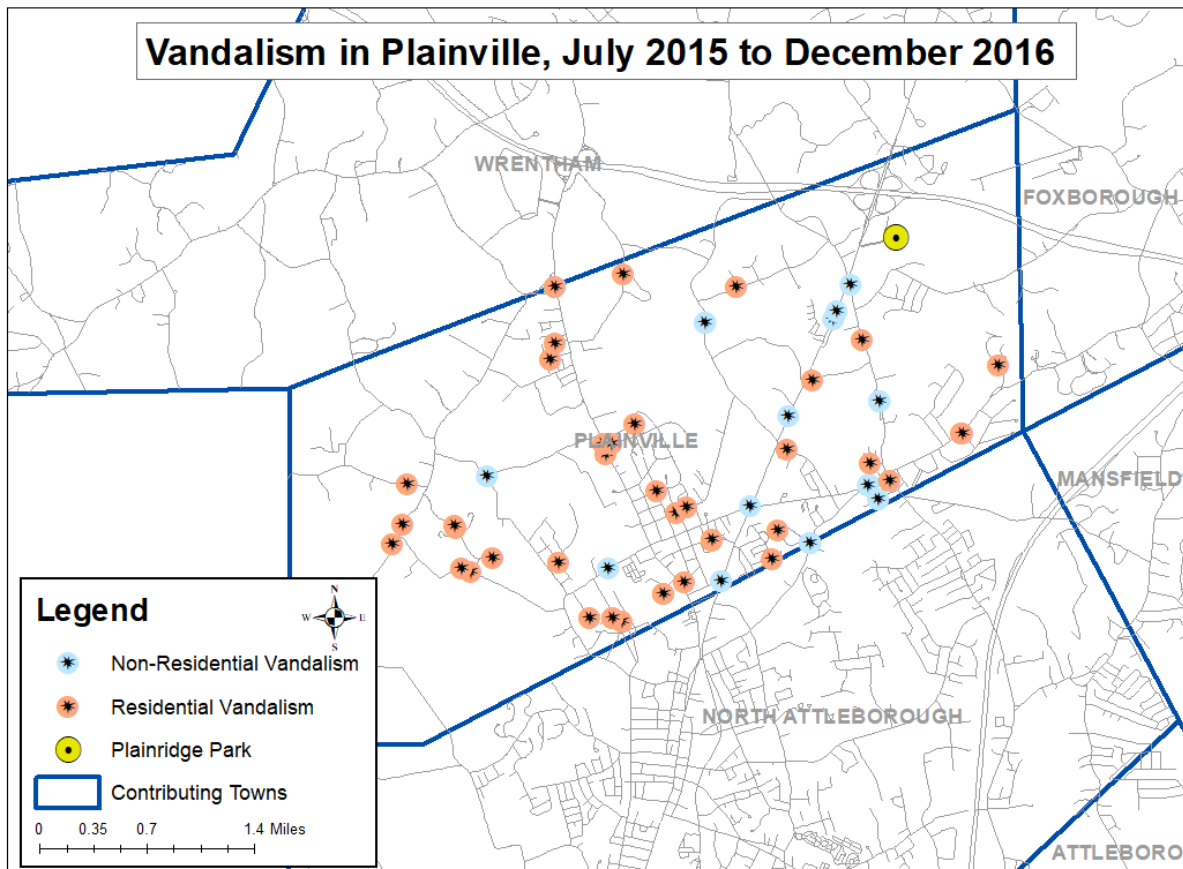 Vandalism in Plainville, July 2015 to December 2016
WRENTHAM
FOXBOROUGH
PLAINVILLE
MANSFIELD
NORTH ATTLEBOROUGH
ATTLEBORO
Legend
N
W E
S
Non-Residential Vandalism
Residential Vandalism
Plainridge Park
Contributing Towns
0 0.35 0.7 1.4 Miles